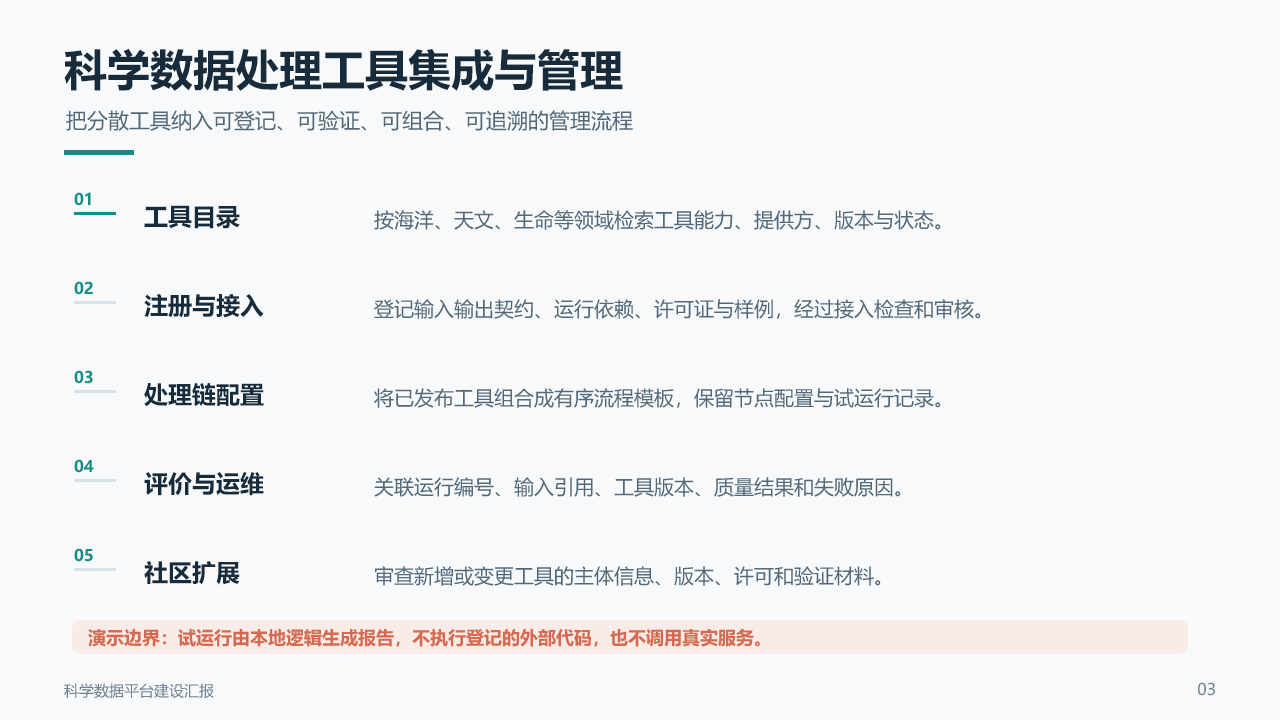 科学数据处理工具集成与管理
把分散工具纳入可登记、可验证、可组合、可追溯的管理流程
01
工具目录
按海洋、天文、生命等领域检索工具能力、提供方、版本与状态。
02
注册与接入
登记输入输出契约、运行依赖、许可证与样例，经过接入检查和审核。
03
处理链配置
将已发布工具组合成有序流程模板，保留节点配置与试运行记录。
04
评价与运维
关联运行编号、输入引用、工具版本、质量结果和失败原因。
05
社区扩展
审查新增或变更工具的主体信息、版本、许可和验证材料。
演示边界：试运行由本地逻辑生成报告，不执行登记的外部代码，也不调用真实服务。
科学数据平台建设汇报
03